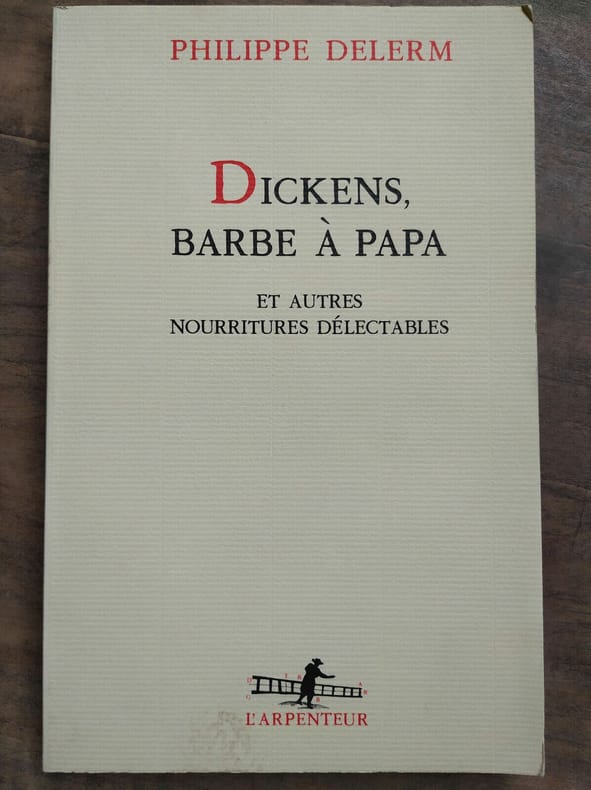 PHILIPPE DELERM
DICKENS,
BARBE À PAPA
ET AUTRES
NOURRITURES DÉLECTABLES
L'ARPENTEUR